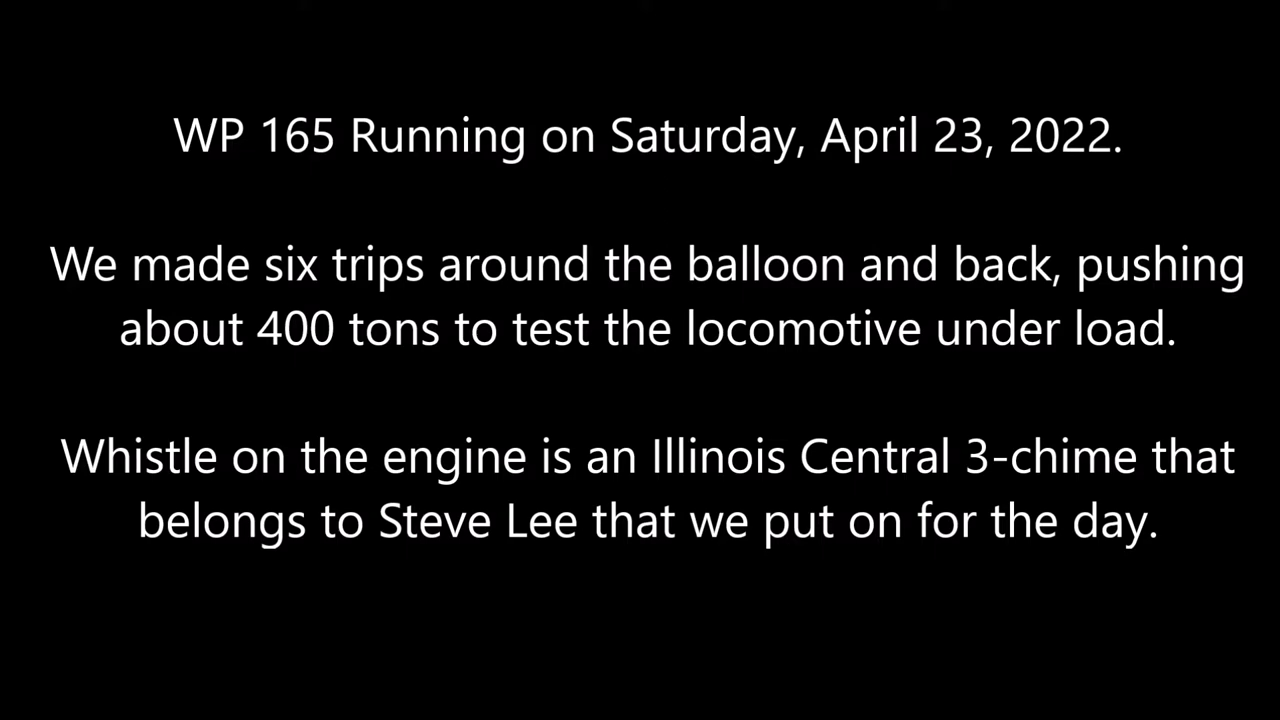 WP 165 Running on Saturday, April 23, 2022.
We made six trips around the balloon and back, pushing
about 400 tons to test the locomotive under load.
Whistle on the engine is an Illinois Central 3-chime that
belongs to Steve Lee that we put on for the day.